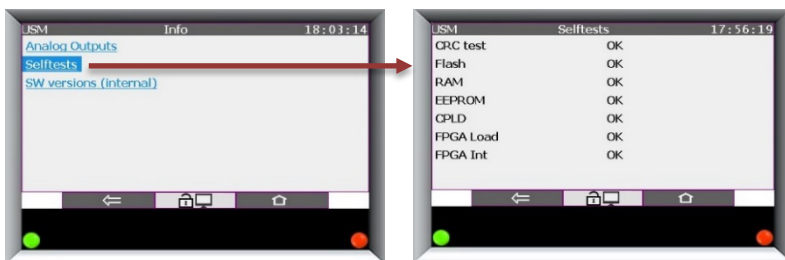 USM Info 18:03:14
Analog Outputs
Selftests
SW versions (internal)
USM Selftests 17:56:19
CRC test OK
Flash OK
RAM OK
EEPROM OK
CPLD OK
FPGA Load OK
FPGA Int OK